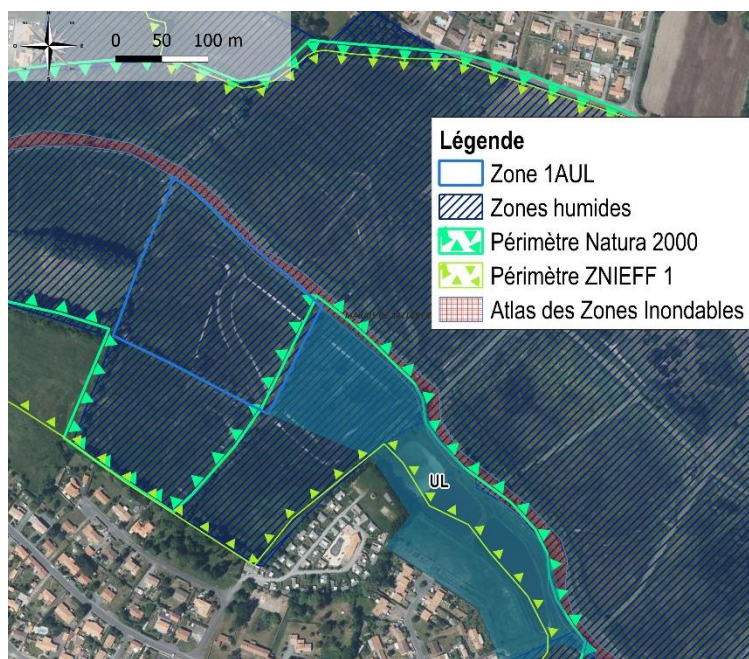 0 50 100 m
Légende
Zone 1AUL
Zones humides
Périmètre Natura 2000
Périmètre ZNIEFF 1
Atlas des Zones Inondables
UL